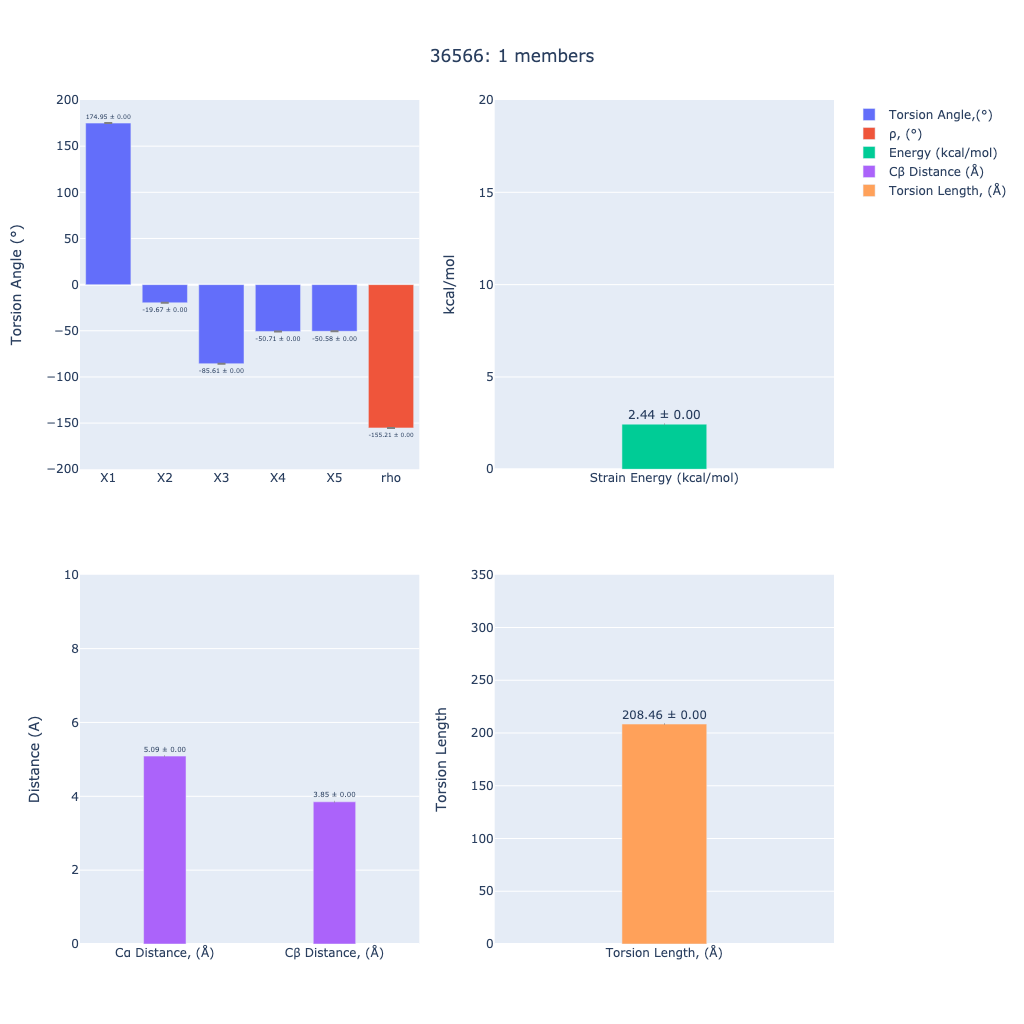 36566: 1 members
200
150
100
50
0
−50
−100
−150
−200
Torsion Angle (°)
174.95 ± 0.00
-19.67 ± 0.00
-85.61 ± 0.00
-50.71 ± 0.00
-50.58 ± 0.00
-155.21 ± 0.00
X1 X2 X3 X4 X5 rho
20
15
10
5
0
kcal/mol
2.44 ± 0.00
Strain Energy (kcal/mol)
Torsion Angle,(°)
ρ, (°)
Energy (kcal/mol)
Cβ Distance (Å)
Torsion Length, (Å)
10
8
6
4
2
0
Distance (A)
5.09 ± 0.00
3.85 ± 0.00
Cα Distance, (Å) Cβ Distance, (Å)
350
300
250
200
150
100
50
0
Torsion Length
208.46 ± 0.00
Torsion Length, (Å)